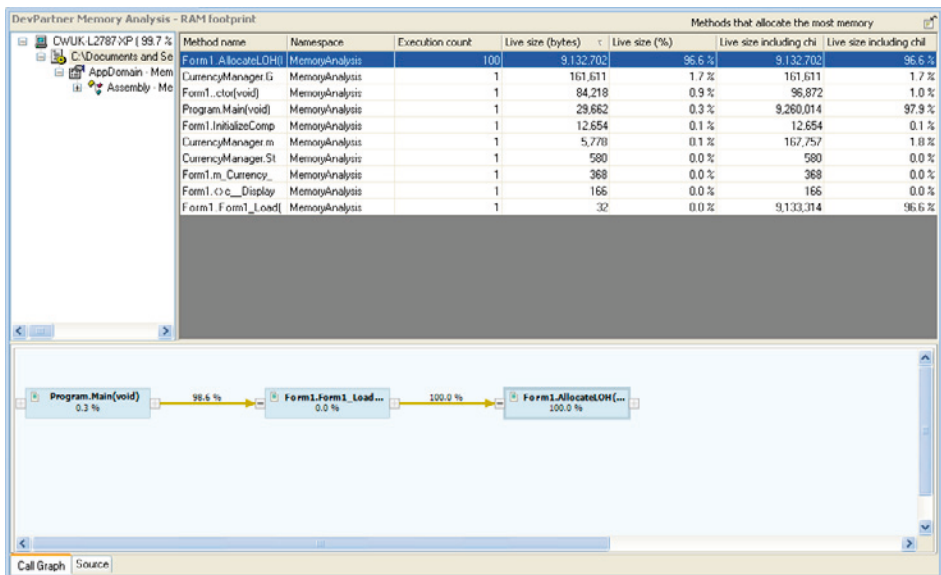 DevPartner Memory Analysis - RAM footprint
Methods that allocate the most memory
CWUK-L2787-XP ( 99.7 %
C:\Documents and Se
AppDomain - Mem
Assembly - Me
Method name Namespace Execution count Live size (bytes) Live size (%) Live size including chi Live size including chil
Form1.AllocateLOH(I MemoryAnalysis 100 9,132,702 96.6 % 9,132,702 96.6 %
CurrencyManager.G MemoryAnalysis 1 161,611 1.7 % 161,611 1.7 %
Form1..ctor(void) MemoryAnalysis 1 84,218 0.9 % 96,872 1.0 %
Program.Main(void) MemoryAnalysis 1 29,662 0.3 % 9,260,014 97.9 %
Form1.InitializeComp MemoryAnalysis 1 12,654 0.1 % 12,654 0.1 %
CurrencyManager.m MemoryAnalysis 1 5,778 0.1 % 167,757 1.8 %
CurrencyManager.St MemoryAnalysis 1 580 0.0 % 580 0.0 %
Form1.m_Currency_ MemoryAnalysis 1 368 0.0 % 368 0.0 %
Form1.<>c__Display MemoryAnalysis 1 166 0.0 % 166 0.0 %
Form1.Form1_Load( MemoryAnalysis 1 32 0.0 % 9,133,314 96.6 %
Program.Main(void) 98.6 % Form1.Form1_Load... 100.0 % Form1.AllocateLOH(...
0.3 % 0.0 % 100.0 %
Call Graph Source